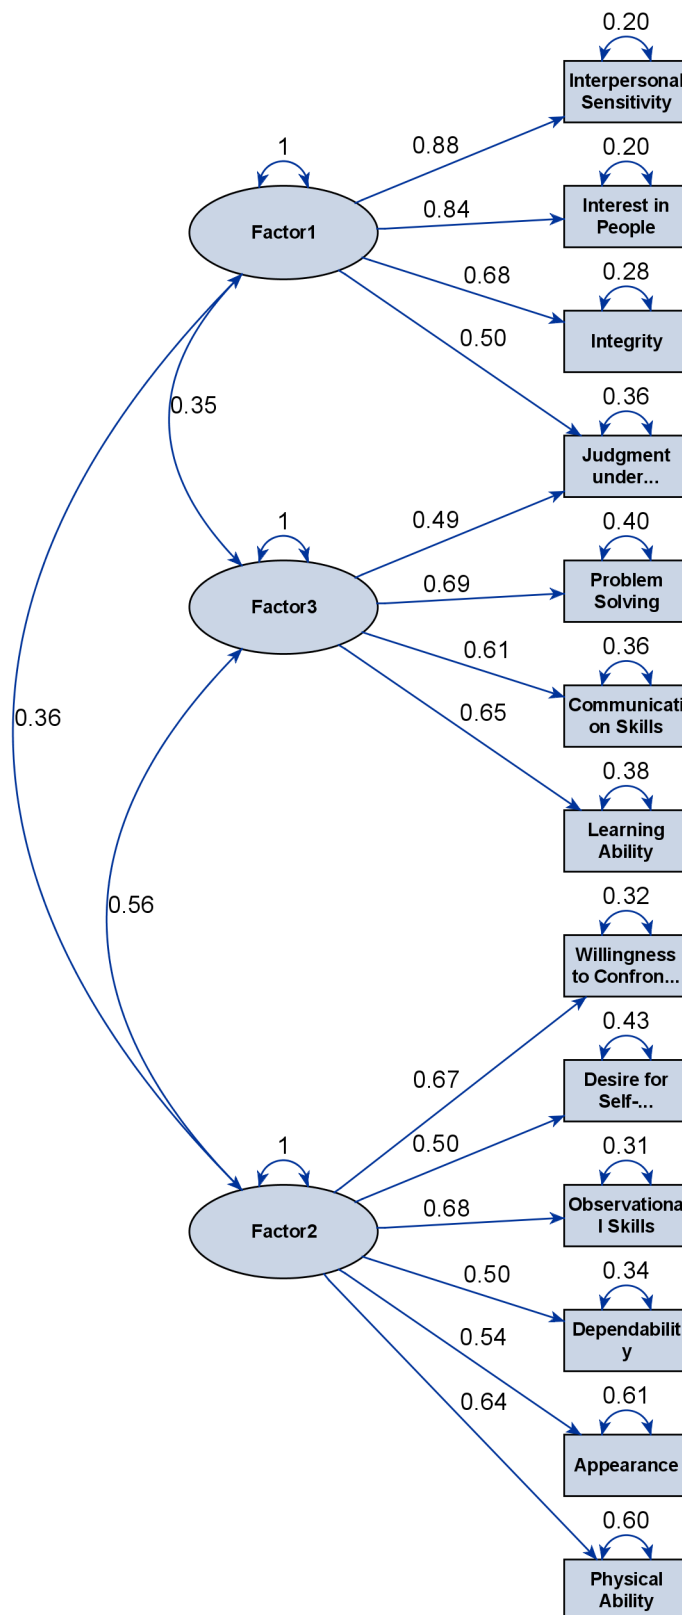 0.20
Interpersonal
Sensitivity
1
0.88
0.20
Factor1
0.84
Interest in
People
0.68
0.28
0.50
Integrity
0.35
0.36
Judgment
under...
1
0.49
0.40
Factor3
0.69
Problem
Solving
0.61
0.36
0.65
Communicati
on Skills
0.36
0.38
Learning
Ability
0.56
0.32
Willingness
to Confron...
0.67
0.43
Desire for
Self-...
1
0.50
0.31
Factor2
0.68
Observationa
l Skills
0.50
0.34
0.54
Dependabilit
y
0.64
0.61
Appearance
0.60
Physical
Ability